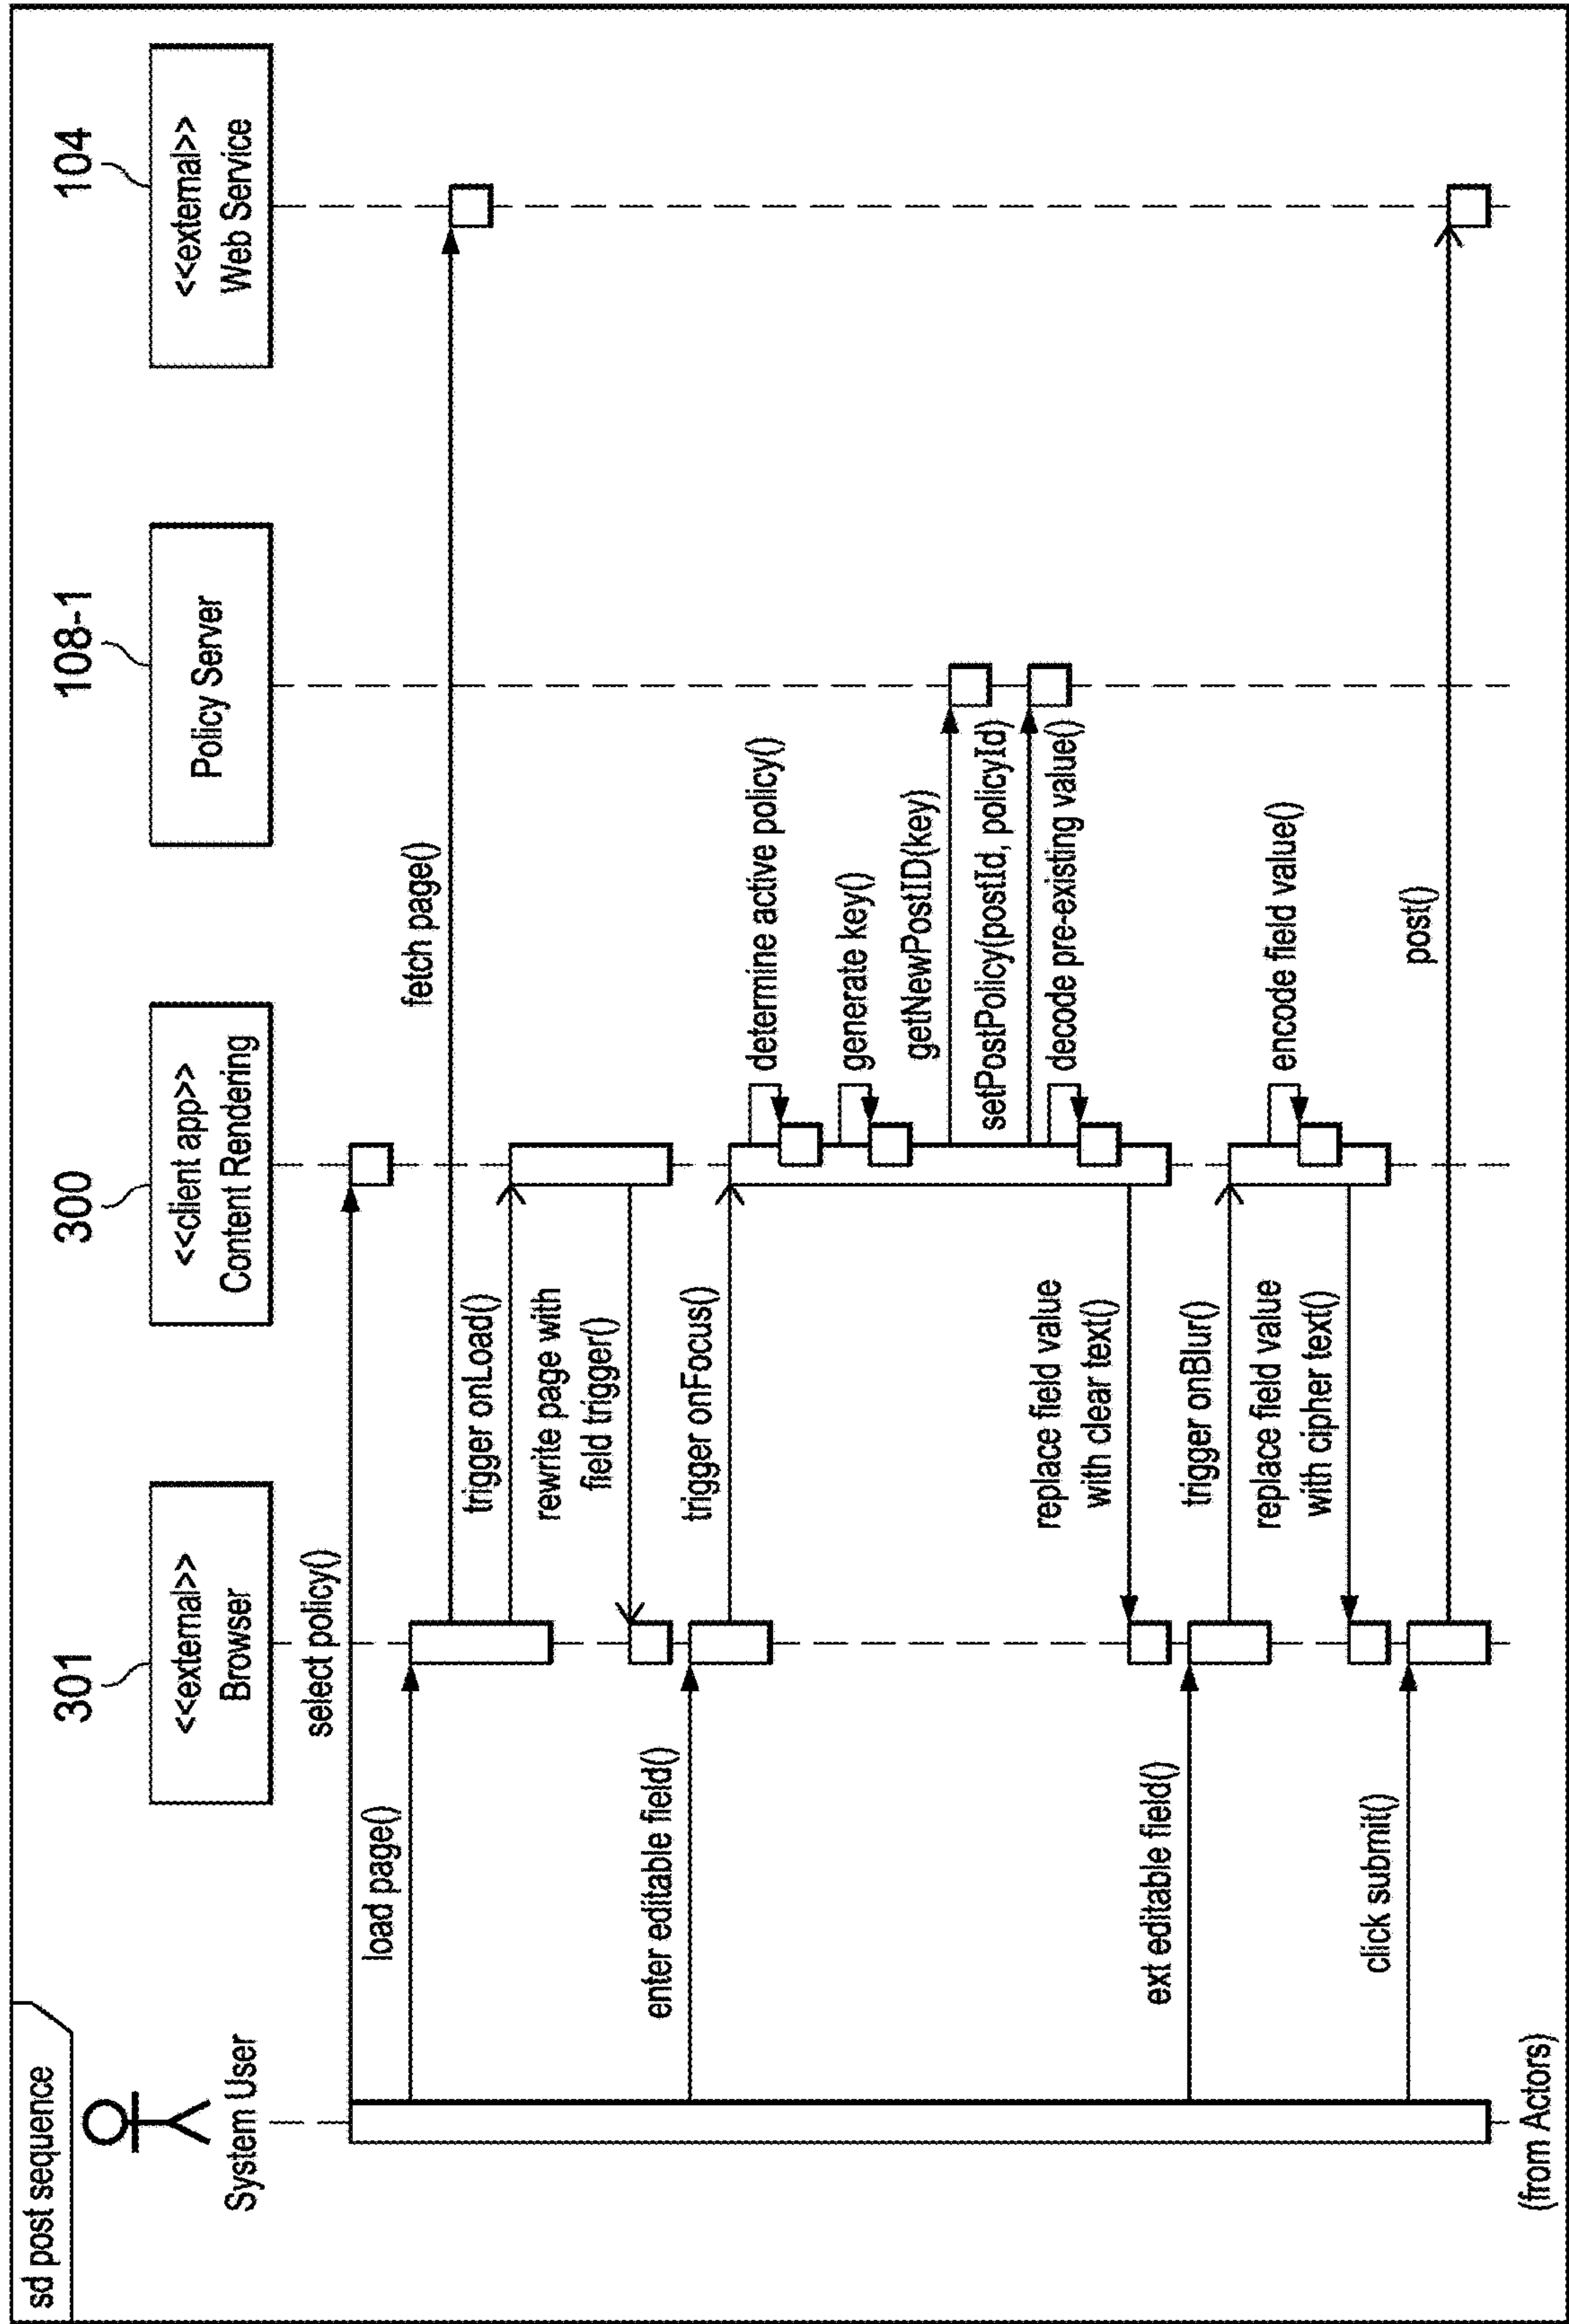 sd post sequence
System User
301
<<external>>
Browser
300
<<client app>>
Content Rendering
108-1
Policy Server
104
<<external>>
Web Service
select policy()
load page()
fetch page()
trigger onLoad()
rewrite page with
field trigger()
enter editable field()
trigger onFocus()
determine active policy()
generate key()
getNewPostID(key)
setPostPolicy(postId, policyId)
decode pre-existing value()
replace field value
with clear text()
ext editable field()
trigger onBlur()
encode field value()
replace field value
with cipher text()
click submit()
post()
(from Actors)